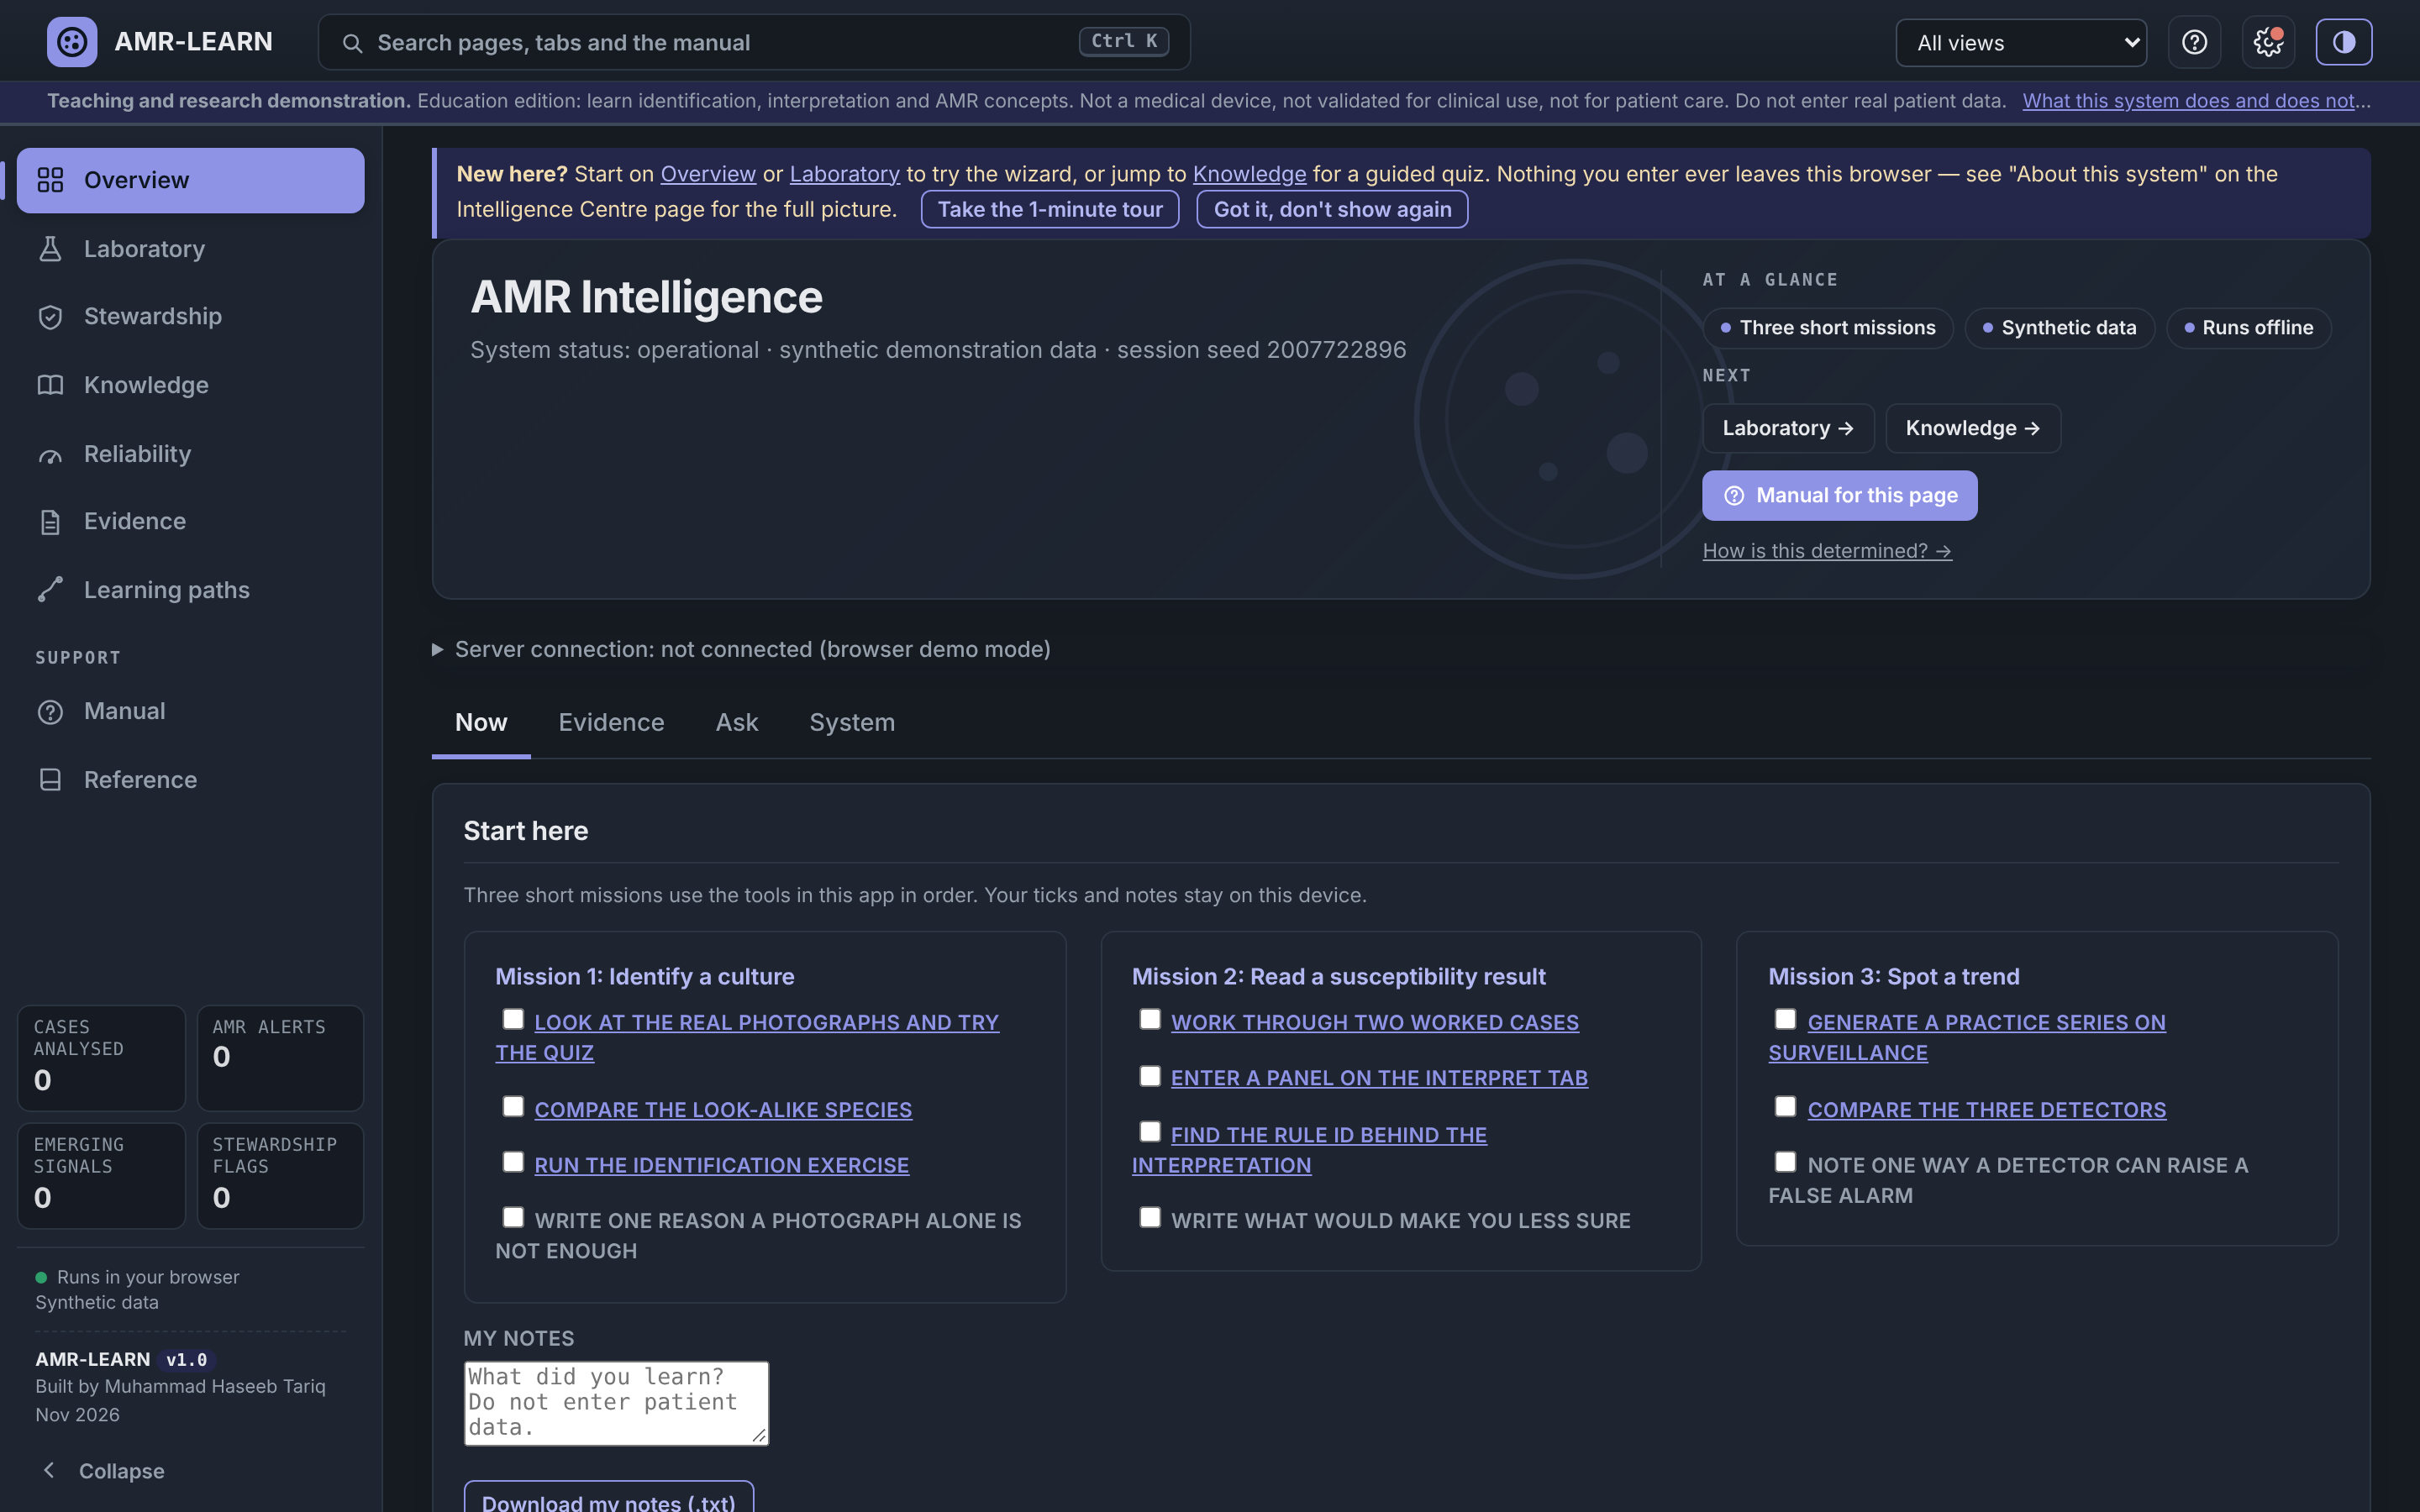 AMR-LEARN
Search pages, tabs and the manual
Ctrl K
All views
Teaching and research demonstration. Education edition: learn identification, interpretation and AMR concepts. Not a medical device, not validated for clinical use, not for patient care. Do not enter real patient data. What this system does and does not...
Overview
Laboratory
Stewardship
Knowledge
Reliability
Evidence
Learning paths
SUPPORT
Manual
Reference
CASES
ANALYSED
0
AMR ALERTS
0
EMERGING
SIGNALS
0
STEWARDSHIP
FLAGS
0
Runs in your browser
Synthetic data
AMR-LEARN v1.0
Built by Muhammad Haseeb Tariq
Nov 2026
Collapse
New here? Start on Overview or Laboratory to try the wizard, or jump to Knowledge for a guided quiz. Nothing you enter ever leaves this browser — see "About this system" on the
Intelligence Centre page for the full picture. Take the 1-minute tour Got it, don't show again
AMR Intelligence
System status: operational · synthetic demonstration data · session seed 2007722896
AT A GLANCE
Three short missions Synthetic data Runs offline
NEXT
Laboratory → Knowledge →
Manual for this page
How is this determined? →
Server connection: not connected (browser demo mode)
Now Evidence Ask System
Start here
Three short missions use the tools in this app in order. Your ticks and notes stay on this device.
Mission 1: Identify a culture
LOOK AT THE REAL PHOTOGRAPHS AND TRY
THE QUIZ
COMPARE THE LOOK-ALIKE SPECIES
RUN THE IDENTIFICATION EXERCISE
WRITE ONE REASON A PHOTOGRAPH ALONE IS
NOT ENOUGH
Mission 2: Read a susceptibility result
WORK THROUGH TWO WORKED CASES
ENTER A PANEL ON THE INTERPRET TAB
FIND THE RULE ID BEHIND THE
INTERPRETATION
WRITE WHAT WOULD MAKE YOU LESS SURE
Mission 3: Spot a trend
GENERATE A PRACTICE SERIES ON
SURVEILLANCE
COMPARE THE THREE DETECTORS
NOTE ONE WAY A DETECTOR CAN RAISE A
FALSE ALARM
MY NOTES
What did you learn?
Do not enter patient
data.
Download my notes (.txt)